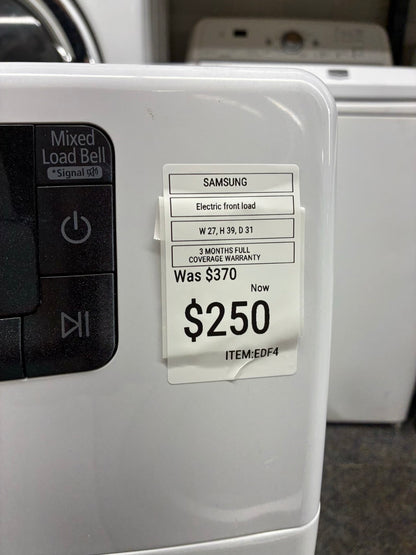 Mixed
Load Bell
*Signal
SAMSUNG
Electric front load
W 27, H 39, D 31
3 MONTHS FULL
COVERAGE WARRANTY
Was $370
Now
$250
ITEM:EDF4